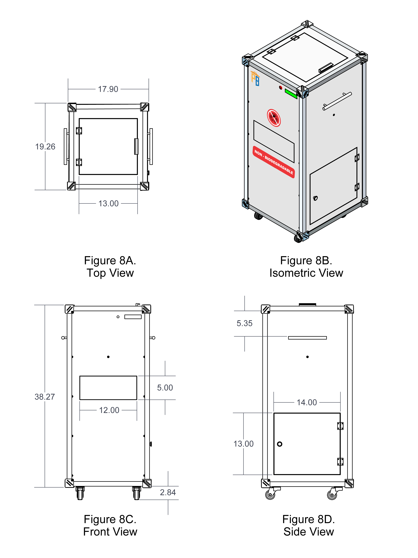 17.90
19.26
13.00
Figure 8A.
Top View
Figure 8B.
Isometric View
38.27
5.00
12.00
2.84
Figure 8C.
Front View
5.35
14.00
13.00
Figure 8D.
Side View